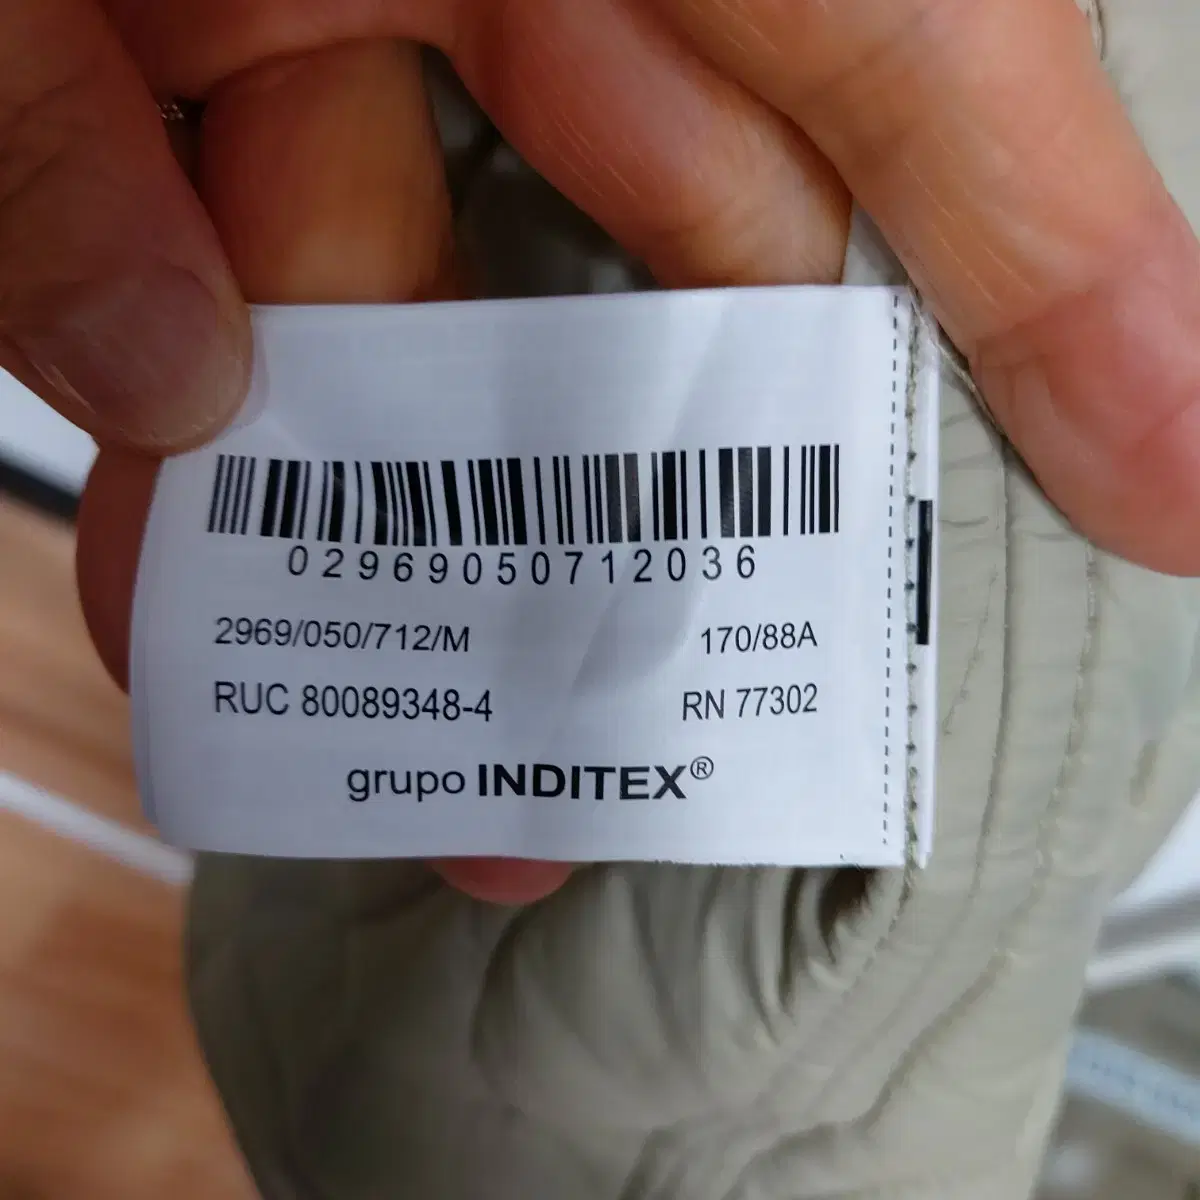 02969050712036
2969/050/712/M 170/88A
RUC 80089348-4 RN 77302
grupo INDITEX®